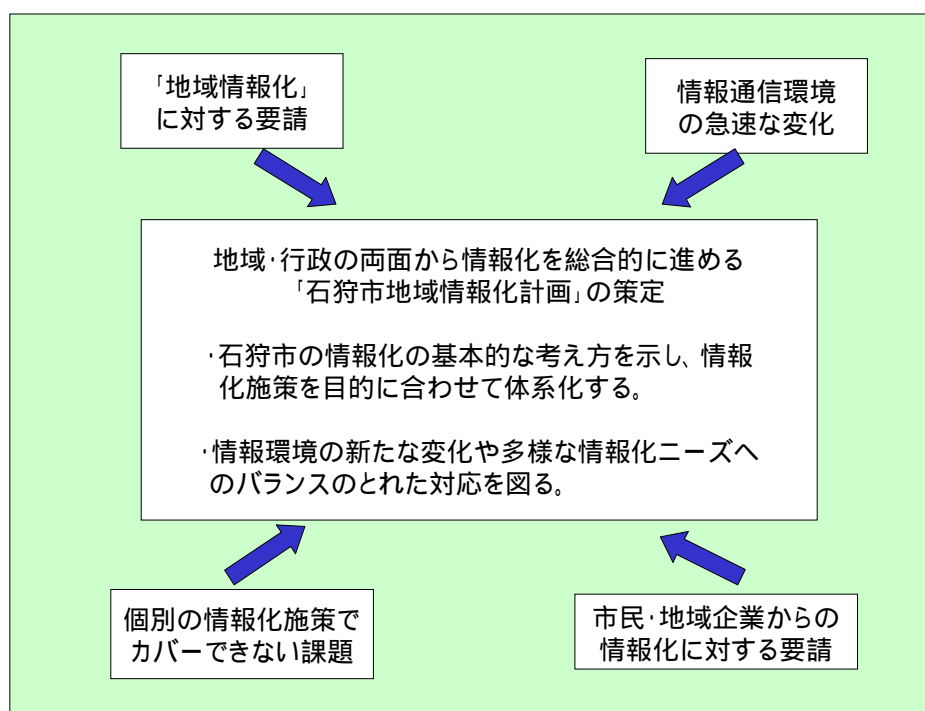 「地域情報化」
に対する要請
情報通信環境
の急速な変化
地域・行政の両面から情報化を総合的に進める
「石狩市地域情報化計画」の策定
・石狩市の情報化の基本的な考え方を示し、情報
化施策を目的に合わせて体系化する。
・情報環境の新たな変化や多様な情報化ニーズへ
のバランスのとれた対応を図る。
個別の情報化施策で
カバーできない課題
市民・地域企業からの
情報化に対する要請